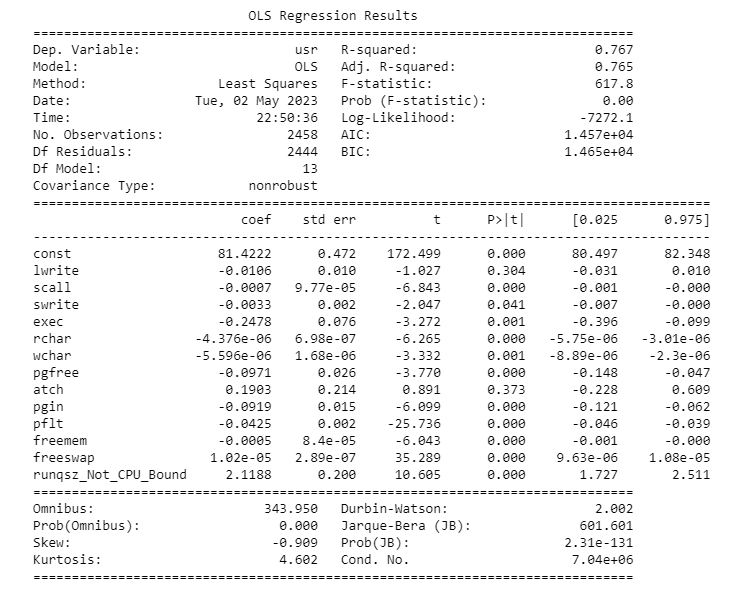 OLS Regression Results
==============================================================================
Dep. Variable: usr R-squared: 0.767
Model: OLS Adj. R-squared: 0.765
Method: Least Squares F-statistic: 617.8
Date: Tue, 02 May 2023 Prob (F-statistic): 0.00
Time: 22:50:36 Log-Likelihood: -7272.1
No. Observations: 2458 AIC: 1.457e+04
Df Residuals: 2444 BIC: 1.465e+04
Df Model: 13
Covariance Type: nonrobust
========================================================================================
coef std err t P>|t| [0.025 0.975]
----------------------------------------------------------------------------------------
const 81.4222 0.472 172.499 0.000 80.497 82.348
lwrite -0.0106 0.010 -1.027 0.304 -0.031 0.010
scall -0.0007 9.77e-05 -6.843 0.000 -0.001 -0.000
swrite -0.0033 0.002 -2.047 0.041 -0.007 -0.000
exec -0.2478 0.076 -3.272 0.001 -0.396 -0.099
rchar -4.376e-06 6.98e-07 -6.265 0.000 -5.75e-06 -3.01e-06
wchar -5.596e-06 1.68e-06 -3.332 0.001 -8.89e-06 -2.3e-06
pgfree -0.0971 0.026 -3.770 0.000 -0.148 -0.047
atch 0.1903 0.214 0.891 0.373 -0.228 0.609
pgin -0.0919 0.015 -6.099 0.000 -0.121 -0.062
pflt -0.0425 0.002 -25.736 0.000 -0.046 -0.039
freemem -0.0005 8.4e-05 -6.043 0.000 -0.001 -0.000
freeswap 1.02e-05 2.89e-07 35.289 0.000 9.63e-06 1.08e-05
runqsz_Not_CPU_Bound 2.1188 0.200 10.605 0.000 1.727 2.511
==============================================================================
Omnibus: 343.950 Durbin-Watson: 2.002
Prob(Omnibus): 0.000 Jarque-Bera (JB): 601.601
Skew: -0.909 Prob(JB): 2.31e-131
Kurtosis: 4.602 Cond. No. 7.04e+06
==============================================================================